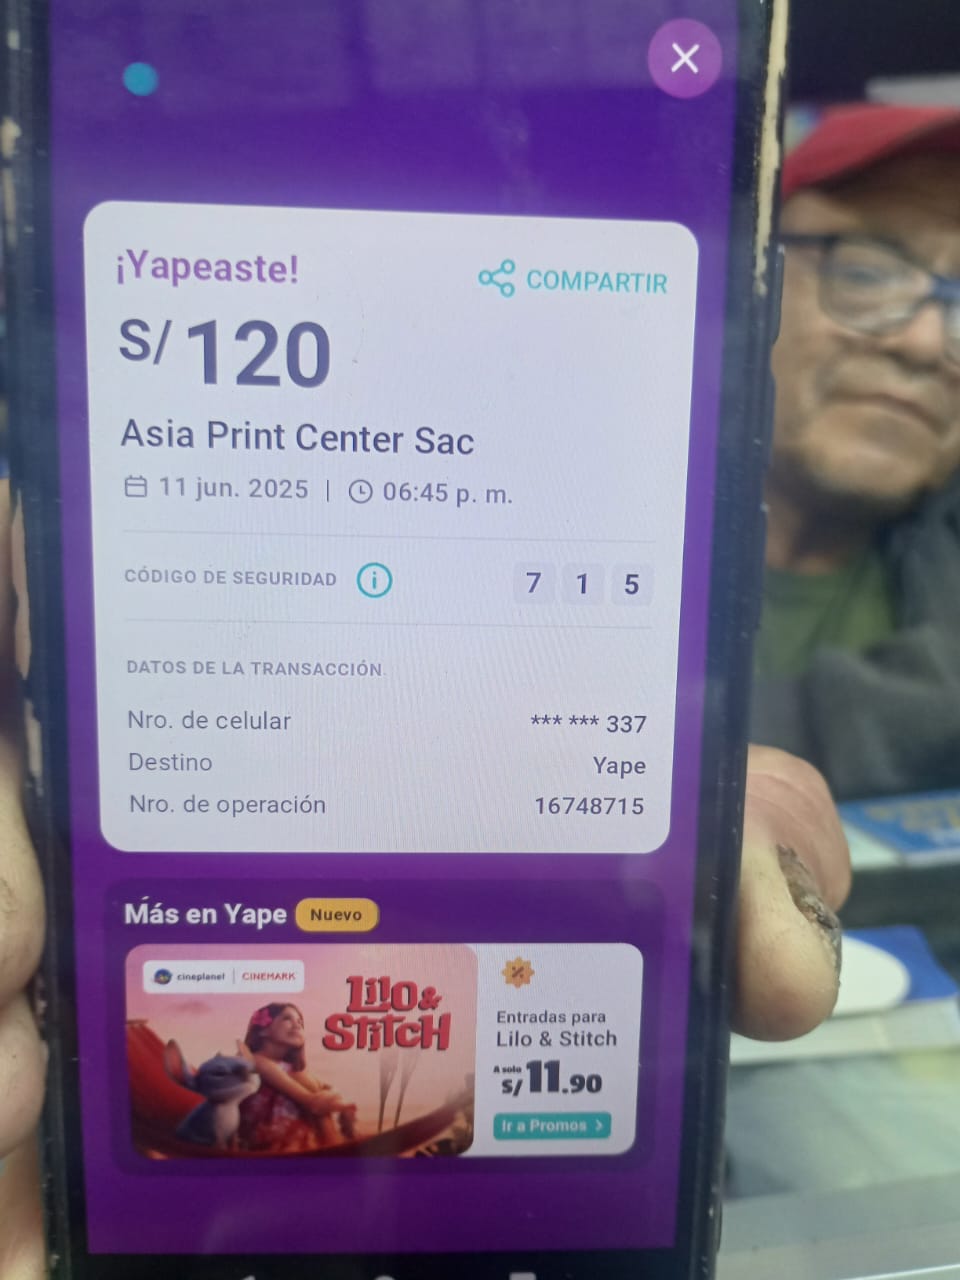 ¡Yapeaste!
COMPARTIR
S/ 120
Asia Print Center Sac
11 jun. 2025 | 06:45 p. m.
CÓDIGO DE SEGURIDAD
7 1 5
DATOS DE LA TRANSACCIÓN
Nro. de celular *** *** 337
Destino Yape
Nro. de operación 16748715
Más en Yape Nuevo
cineplanet | CINEMARK
Lilo & Stitch
Entradas para
Lilo & Stitch
A solo S/ 11.90
Ir a Promos >